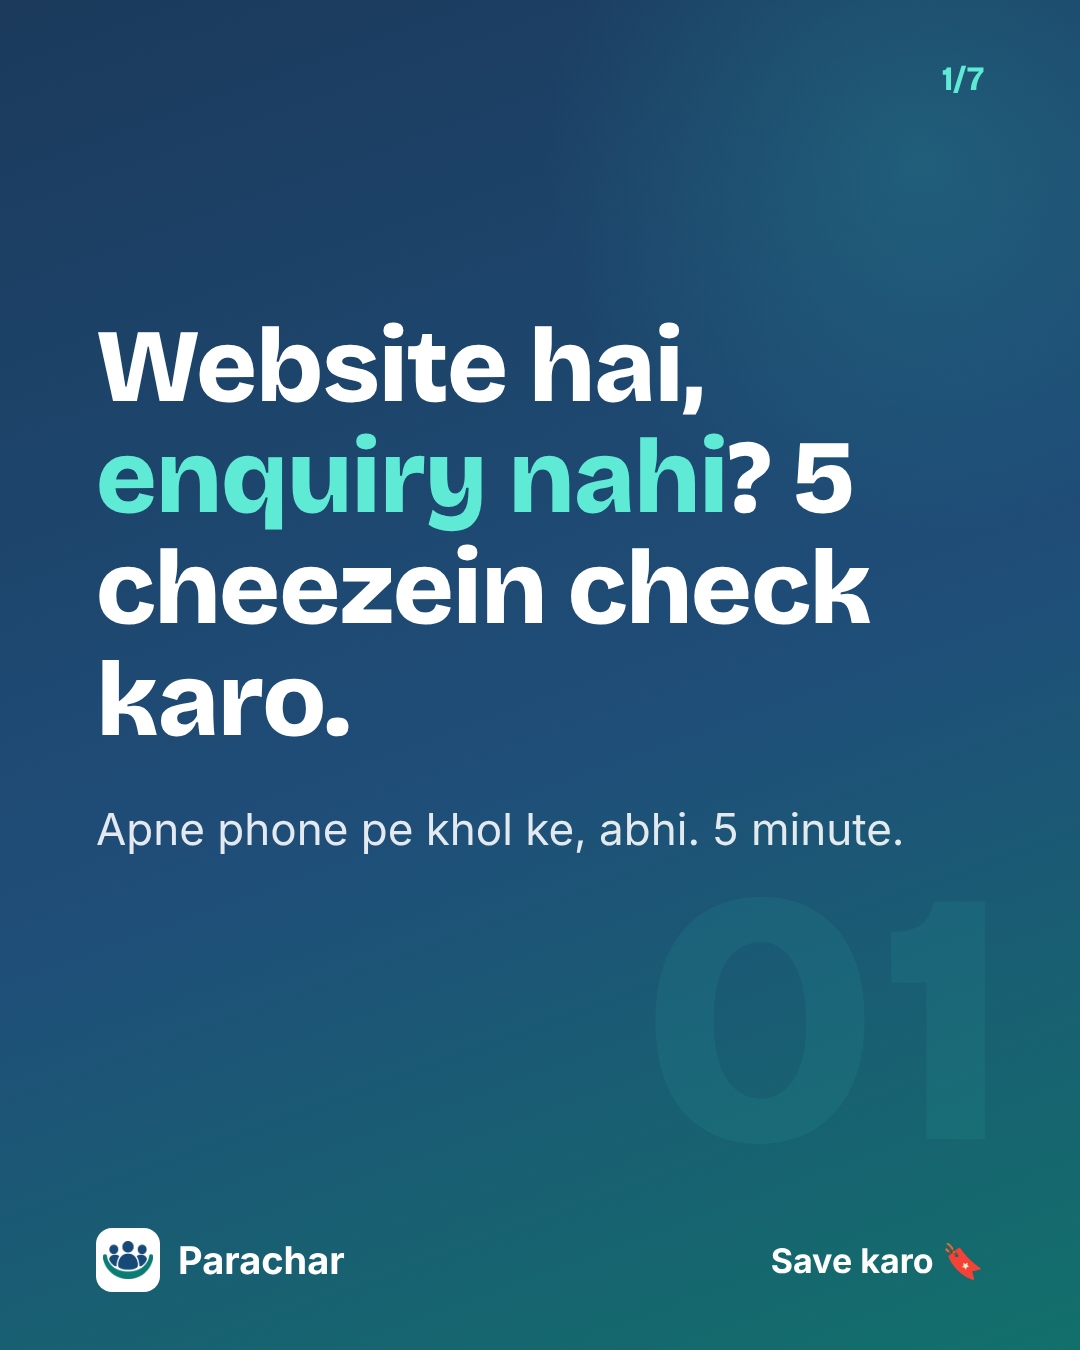 1/7
Website hai,
enquiry nahi? 5
cheezein check
karo.
Apne phone pe khol ke, abhi. 5 minute.
01
Parachar
Save karo 🔖